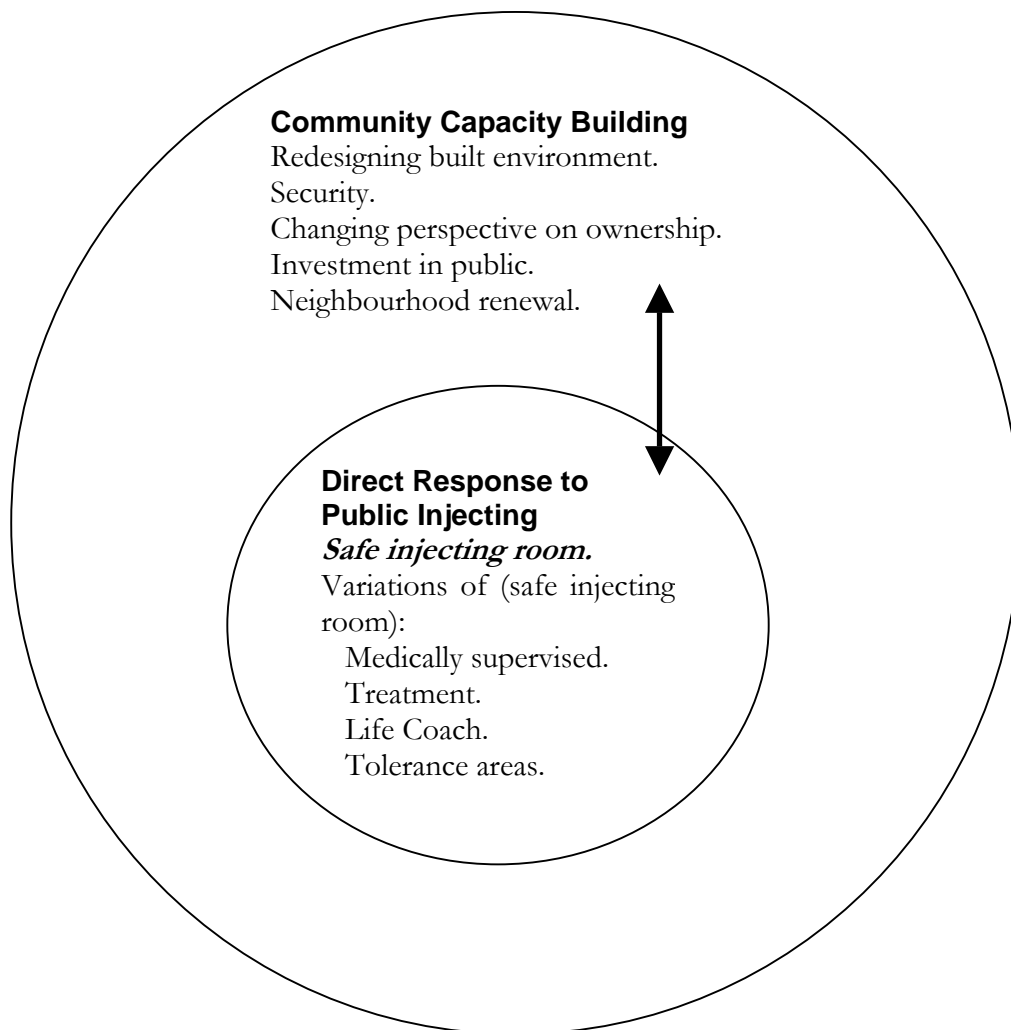 Community Capacity Building
Redesigning built environment.
Security.
Changing perspective on ownership.
Investment in public.
Neighbourhood renewal.
Direct Response to
Public Injecting
Safe injecting room.
Variations of (safe injecting
room):
Medically supervised.
Treatment.
Life Coach.
Tolerance areas.